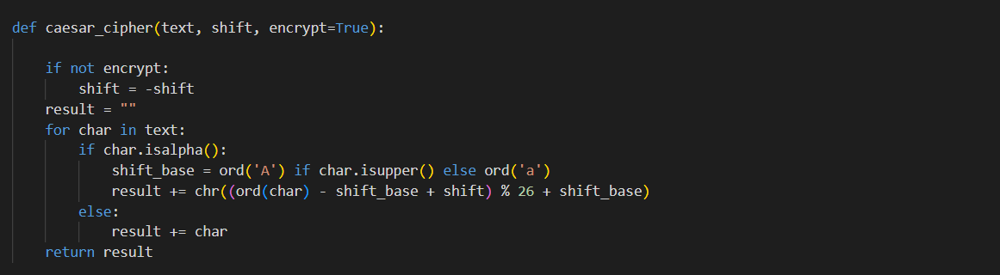 def caesar_cipher(text, shift, encrypt=True):
    if not encrypt:
        shift = -shift
    result = ""
    for char in text:
        if char.isalpha():
            shift_base = ord('A') if char.isupper() else ord('a')
            result += chr((ord(char) - shift_base + shift) % 26 + shift_base)
        else:
            result += char
    return result